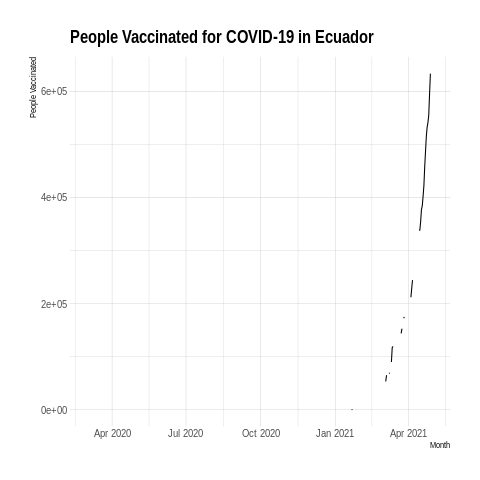 People Vaccinated for COVID-19 in Ecuador
People Vaccinated
6e+05
4e+05
2e+05
0e+00
Apr 2020 Jul 2020 Oct 2020 Jan 2021 Apr 2021
Month